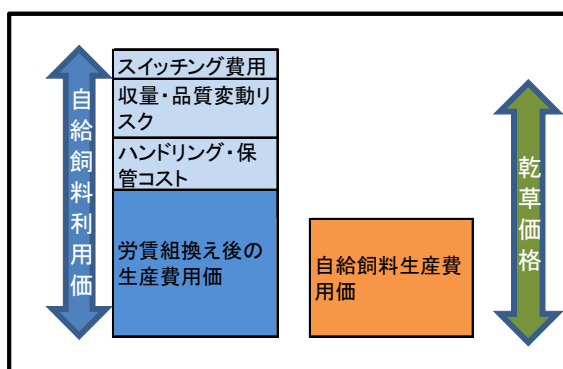 自給飼料利用価
スイッチング費用
収量・品質変動リ
スク
ハンドリング・保
管コスト
労賃組換え後の
生産費用価
自給飼料生産費
用価
乾草価格